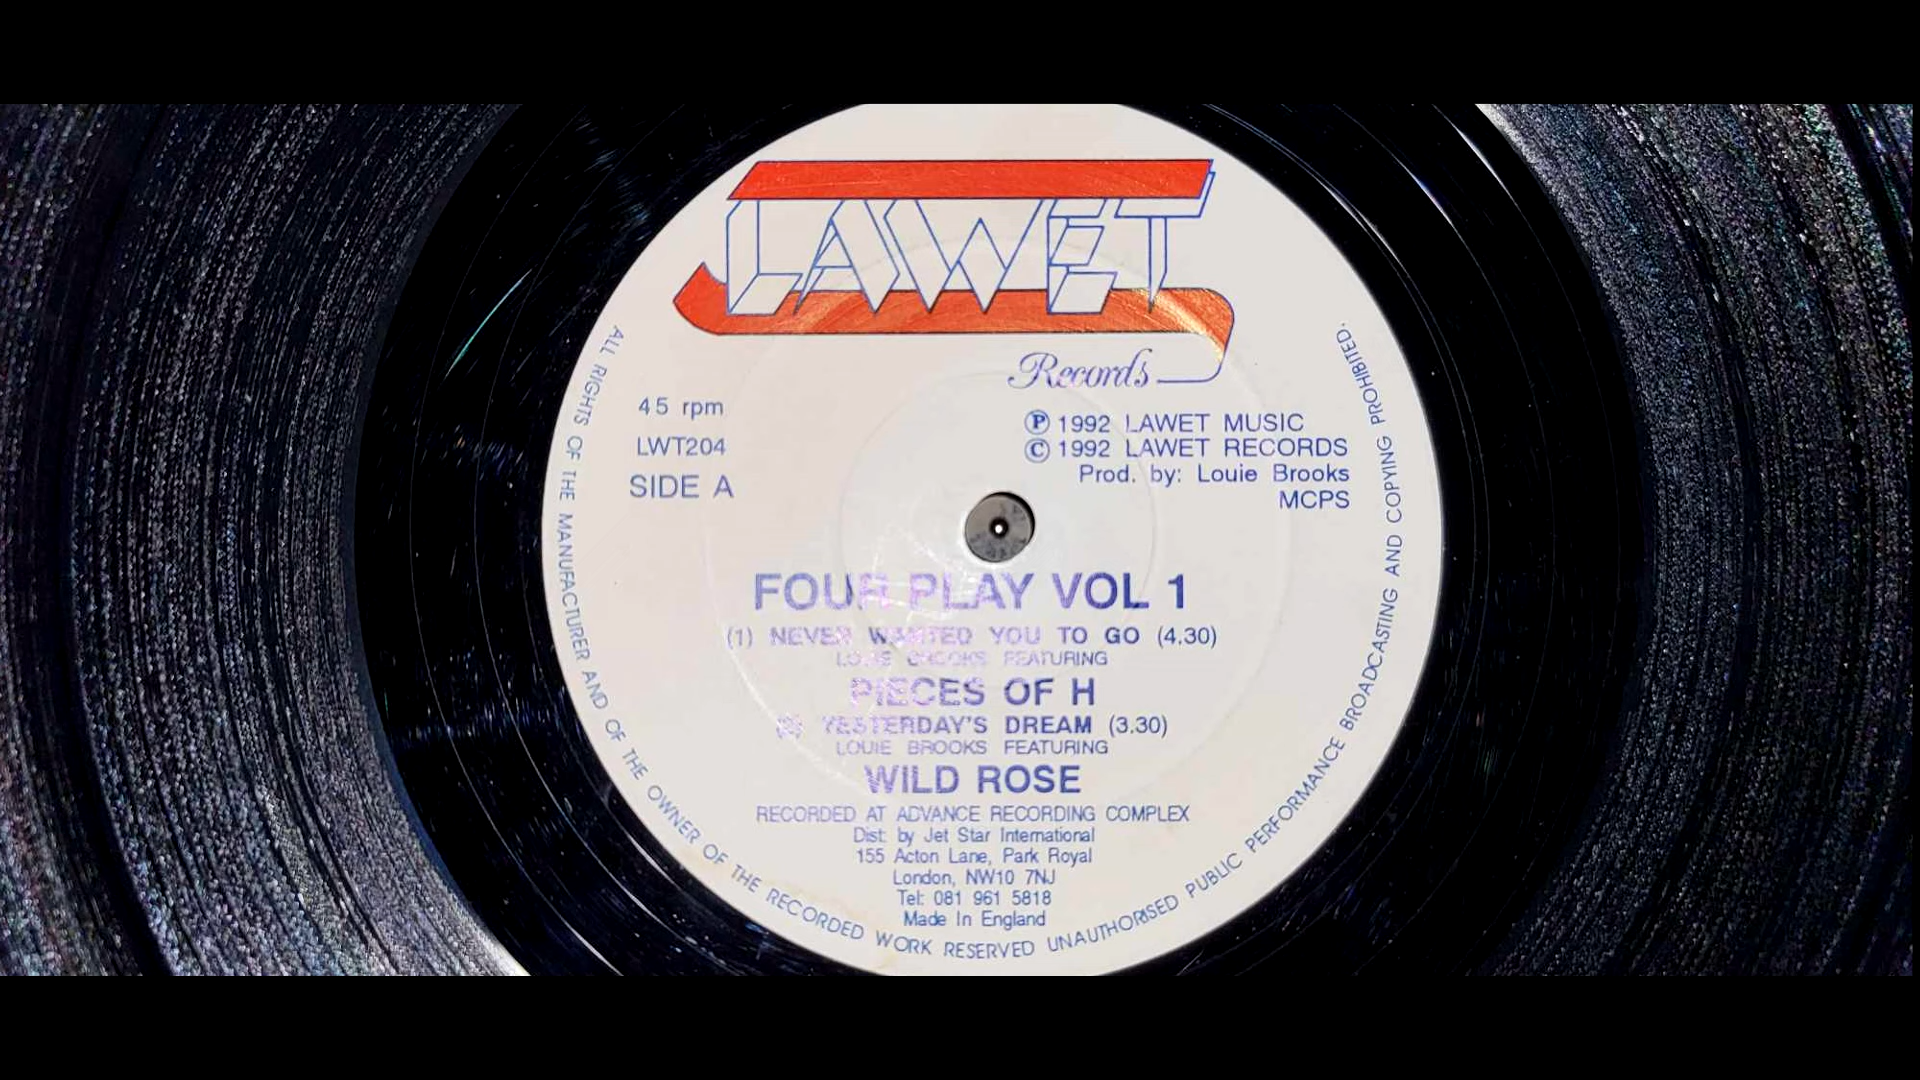 LAWET
Records
45 rpm
LWT204
SIDE A
Ⓟ 1992 LAWET MUSIC
© 1992 LAWET RECORDS
Prod. by: Louie Brooks
MCPS
FOUR PLAY VOL 1
(1) NEVER WANTED YOU TO GO (4.30)
LOUIE BROOKS FEATURING
PIECES OF H
(2) YESTERDAY'S DREAM (3.30)
LOUIE BROOKS FEATURING
WILD ROSE
RECORDED AT ADVANCE RECORDING COMPLEX
Dist. by Jet Star International
155 Acton Lane, Park Royal
London, NW10 7NJ
Tel: 081 961 5818
Made In England
ALL RIGHTS OF THE MANUFACTURER AND OF THE OWNER OF THE RECORDED WORK RESERVED UNAUTHORISED PUBLIC PERFORMANCE BROADCASTING AND COPYING PROHIBITED.